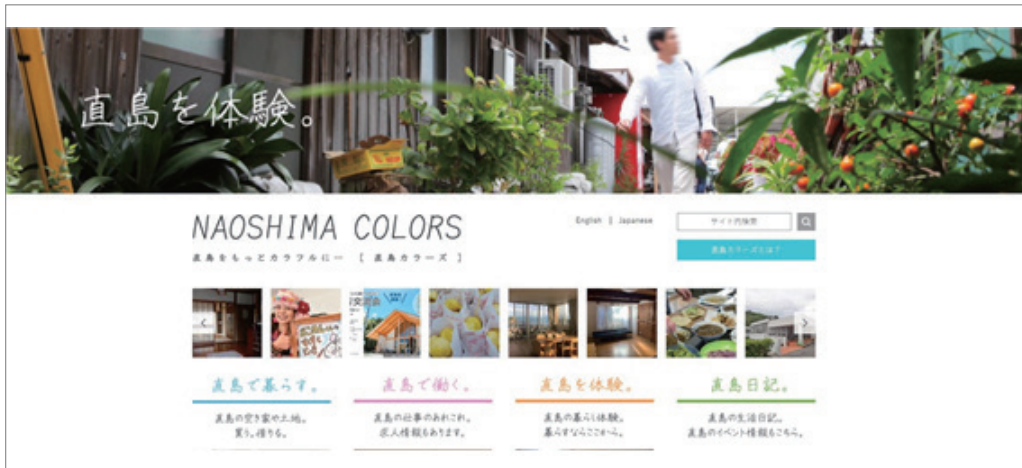 直島を体験。
NAOSHIMA COLORS
English | Japanese
サイト内検索
直島をもっとカラフルに― [ 直島カラーズ ]
直島カラーズとは?
直島で暮らす。
直島で働く。
直島を体験。
直島日記。
直島の空き家や土地。
買う。借りる。
直島の仕事のあれこれ。
求人情報もあります。
直島の暮らし体験。
暮らすならここから。
直島の生活日記。
直島のイベント情報もこちら。